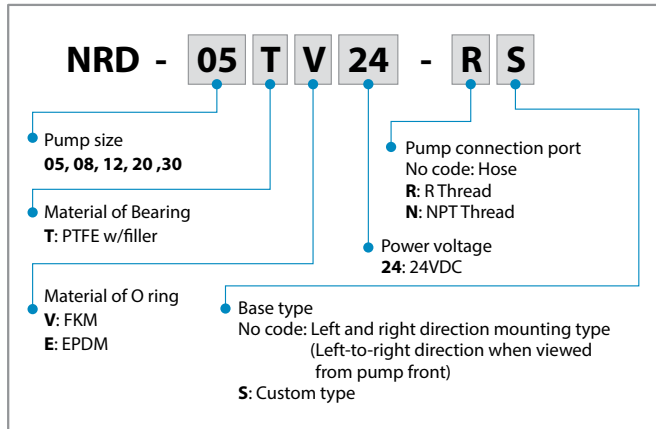 NRD - 05 T V 24 - R S
Pump size
05, 08, 12, 20 ,30
Material of Bearing
T: PTFE w/filler
Material of O ring
V: FKM
E: EPDM
Pump connection port
No code: Hose
R: R Thread
N: NPT Thread
Power voltage
24: 24VDC
Base type
No code: Left and right direction mounting type
(Left-to-right direction when viewed
from pump front)
S: Custom type